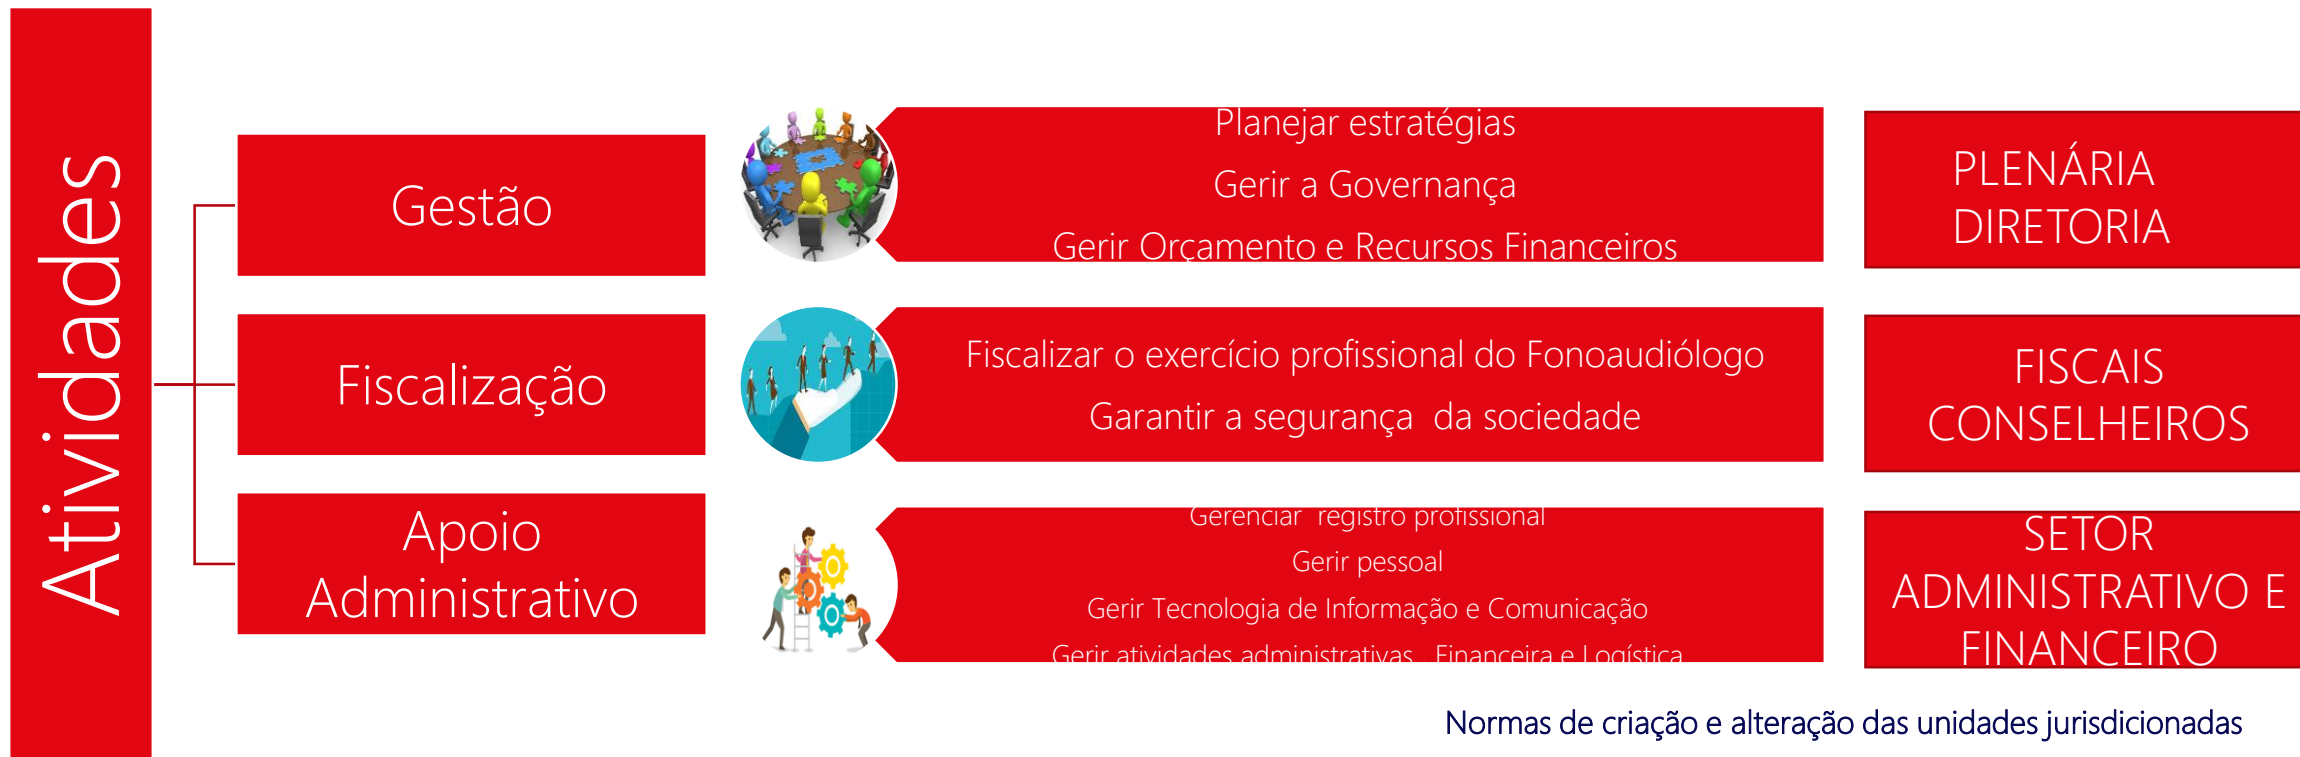 Atividades
Gestão
Planejar estratégias
Gerir a Governança
Gerir Orçamento e Recursos Financeiros
PLENÁRIA
DIRETORIA
Fiscalização
Fiscalizar o exercício profissional do Fonoaudiólogo
Garantir a segurança da sociedade
FISCAIS
CONSELHEIROS
Apoio
Administrativo
Gerenciar registro profissional
Gerir pessoal
Gerir Tecnologia de Informação e Comunicação
Gerir atividades administrativas Financeira e Logística
SETOR
ADMINISTRATIVO E
FINANCEIRO
Normas de criação e alteração das unidades jurisdicionadas